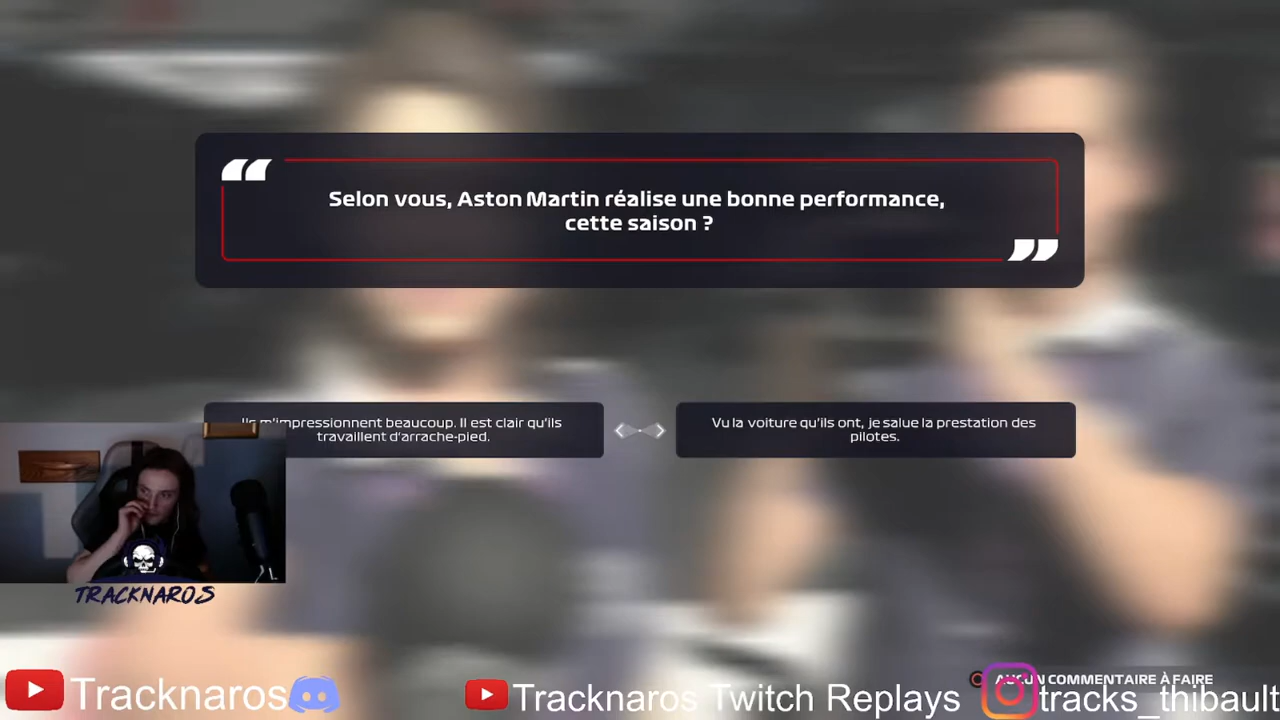 Selon vous, Aston Martin réalise une bonne performance,
cette saison ?
Ils m'impressionnent beaucoup. Il est clair qu'ils
travaillent d'arrache-pied.
Vu la voiture qu'ils ont, je salue la prestation des
pilotes.
TRACKNAROS
AUCUN COMMENTAIRE À FAIRE
Tracknaros
Tracknaros Twitch Replays
tracks_thibault